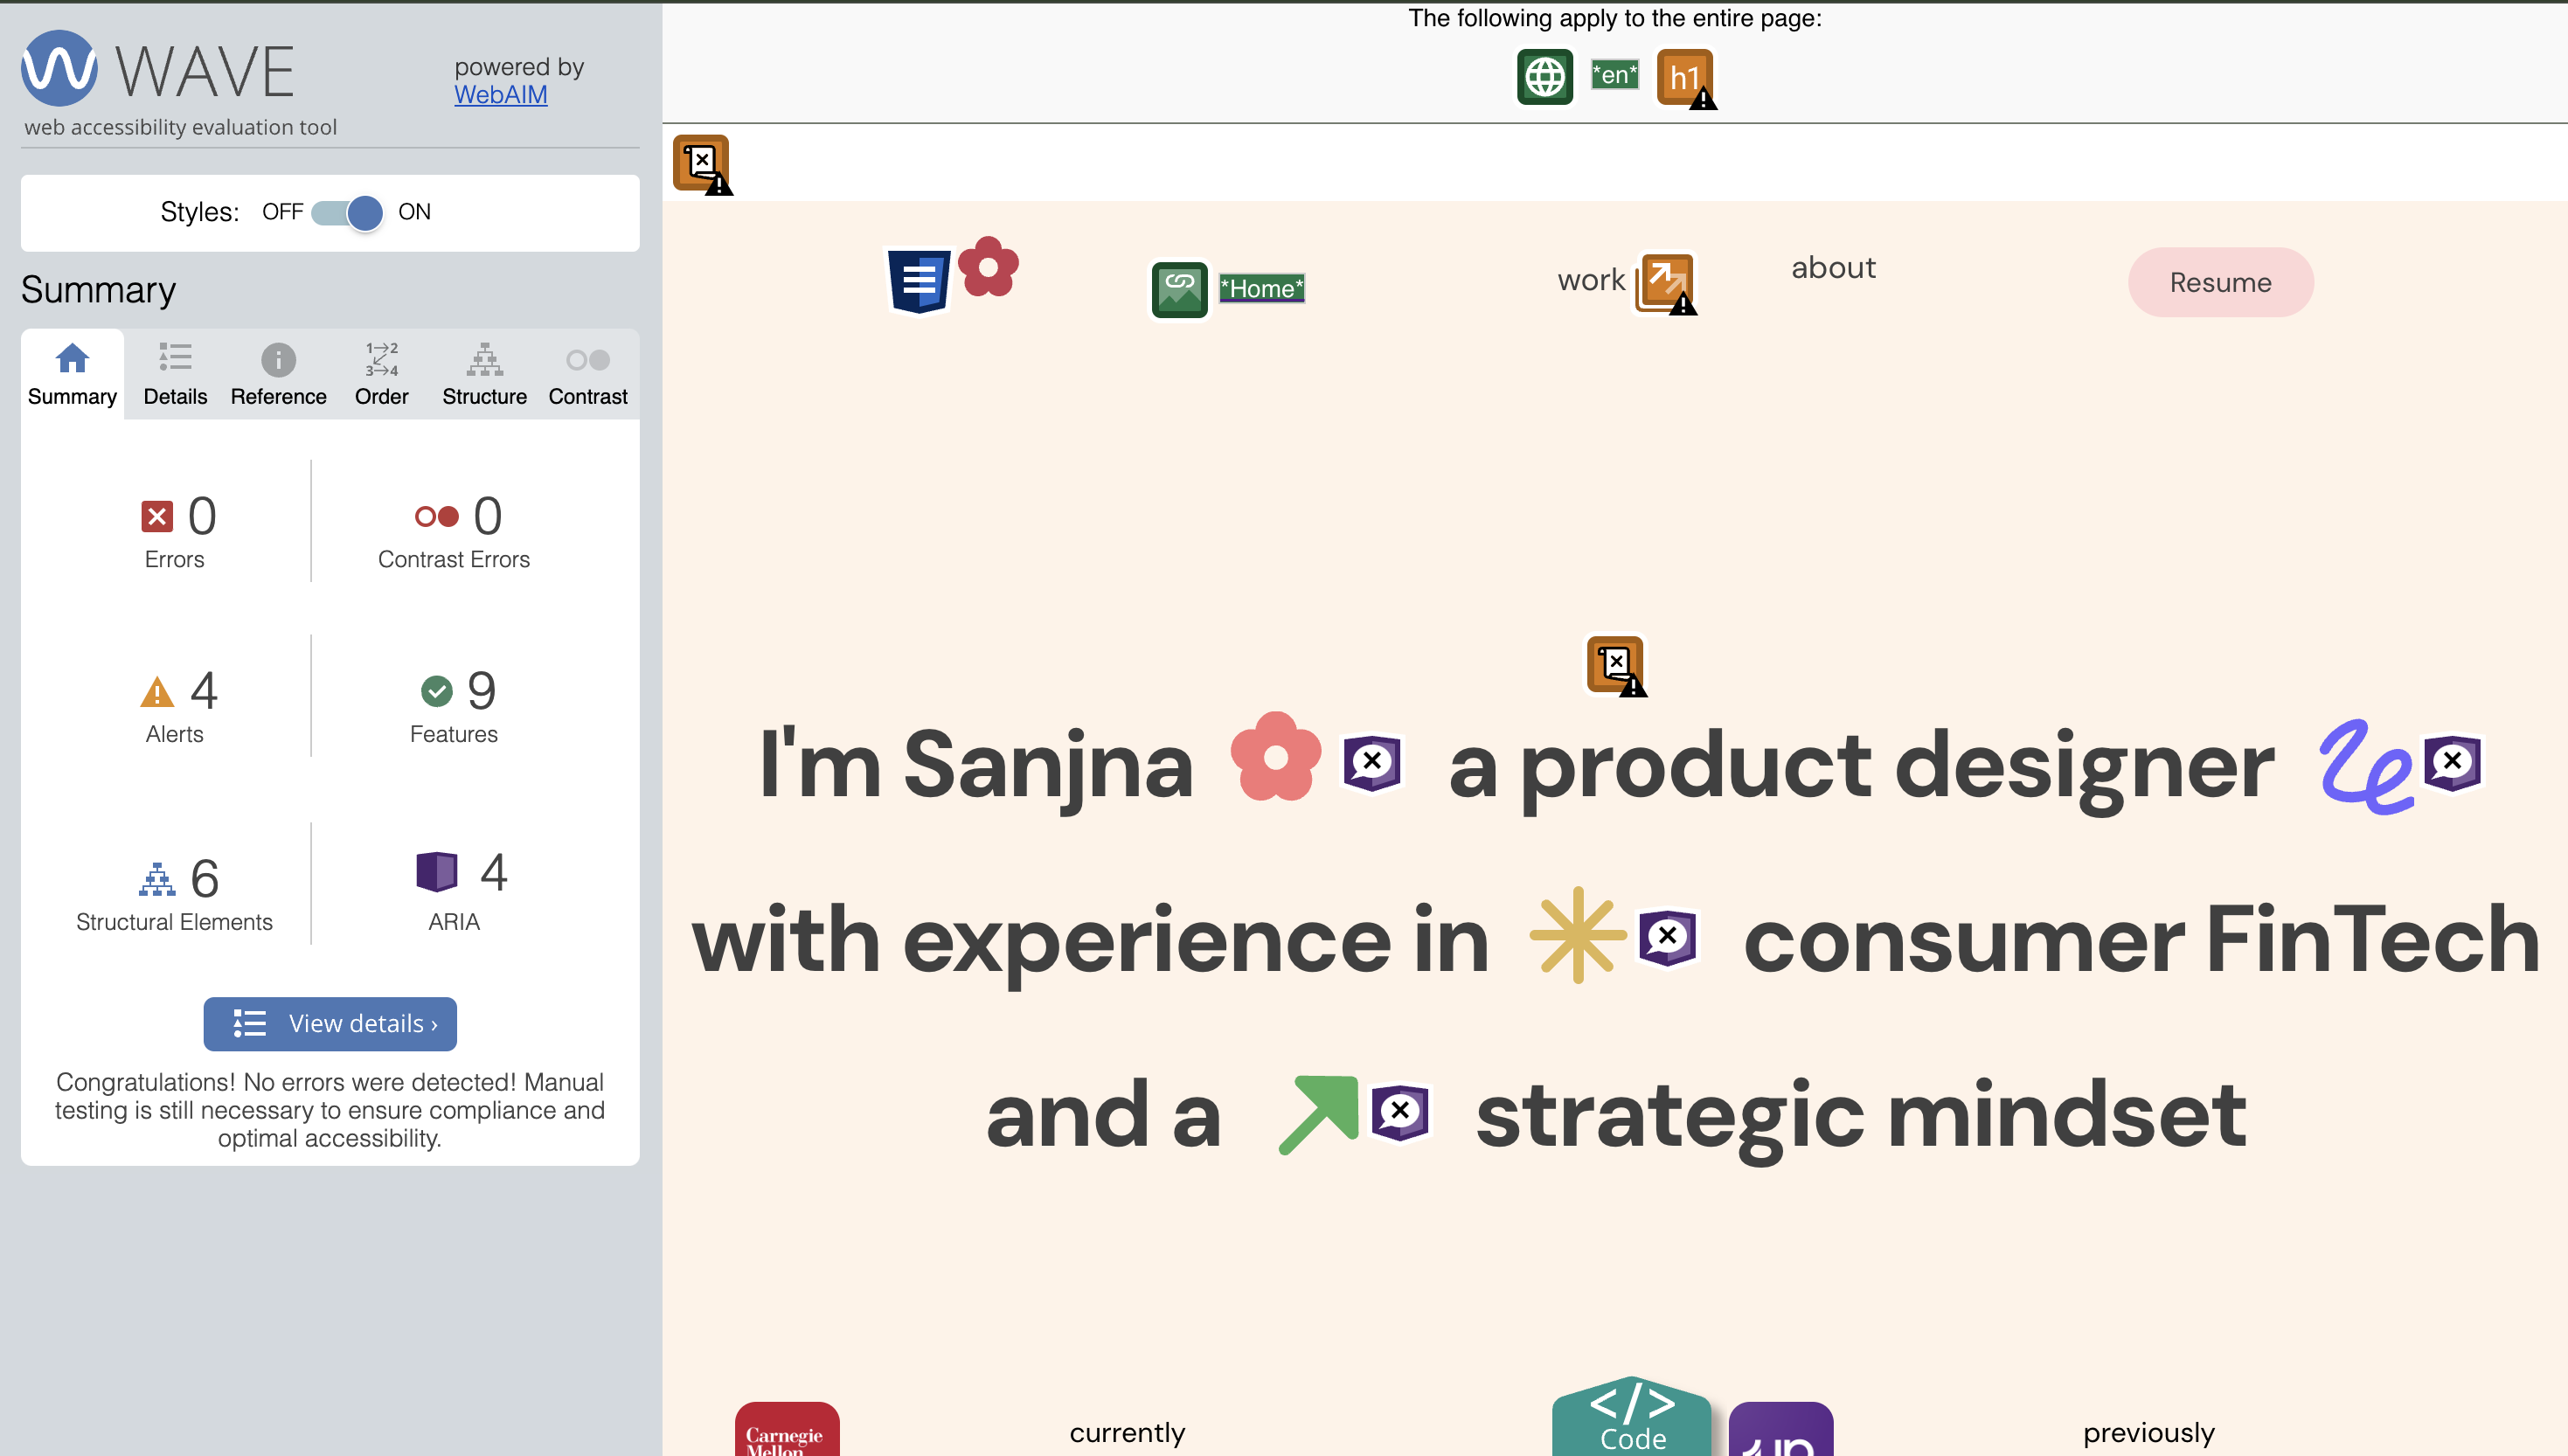 WAVE
powered by
WebAIM
web accessibility evaluation tool
Styles: OFF ON
Summary
Summary Details Reference Order Structure Contrast
1→2
3→4
0
Errors
0
Contrast Errors
4
Alerts
9
Features
6
Structural Elements
4
ARIA
View details ›
Congratulations! No errors were detected! Manual
testing is still necessary to ensure compliance and
optimal accessibility.
The following apply to the entire page:
*en* h1
*Home* work about Resume
I'm Sanjna a product designer
with experience in consumer FinTech
and a strategic mindset
Carnegie
Mellon
currently
</>
Code
previously